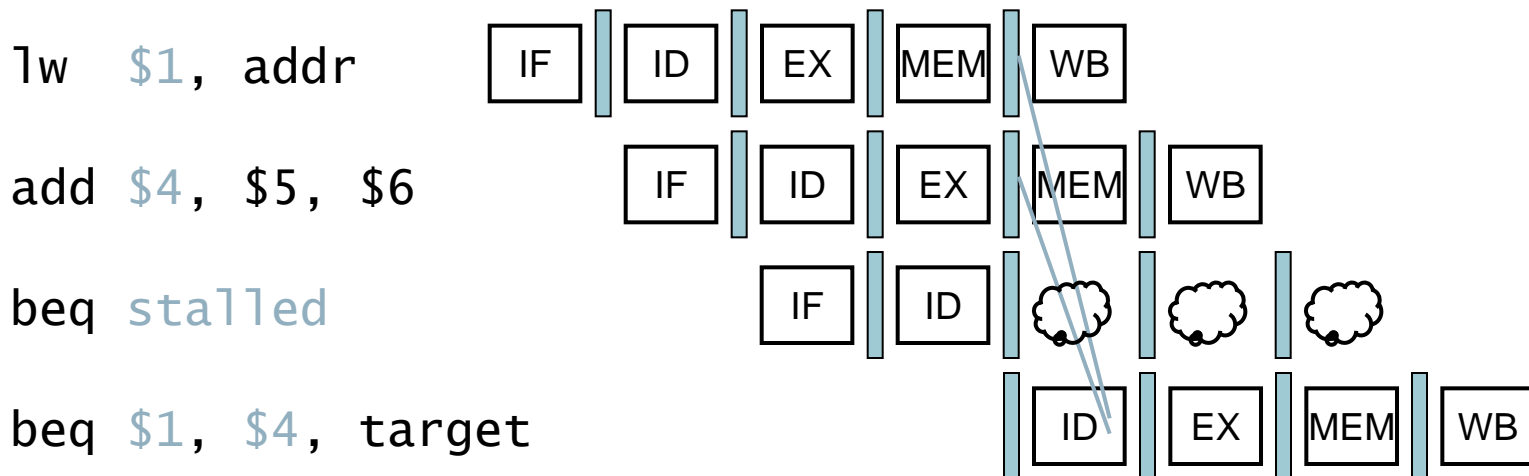 lw $1, addr IF ID EX MEM WB
add $4, $5, $6 IF ID EX MEM WB
beq stalled IF ID
beq $1, $4, target ID EX MEM WB